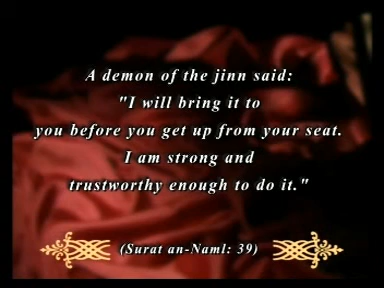 A demon of the jinn said:
"I will bring it to
you before you get up from your seat.
I am strong and
trustworthy enough to do it."
(Surat an-Naml: 39)